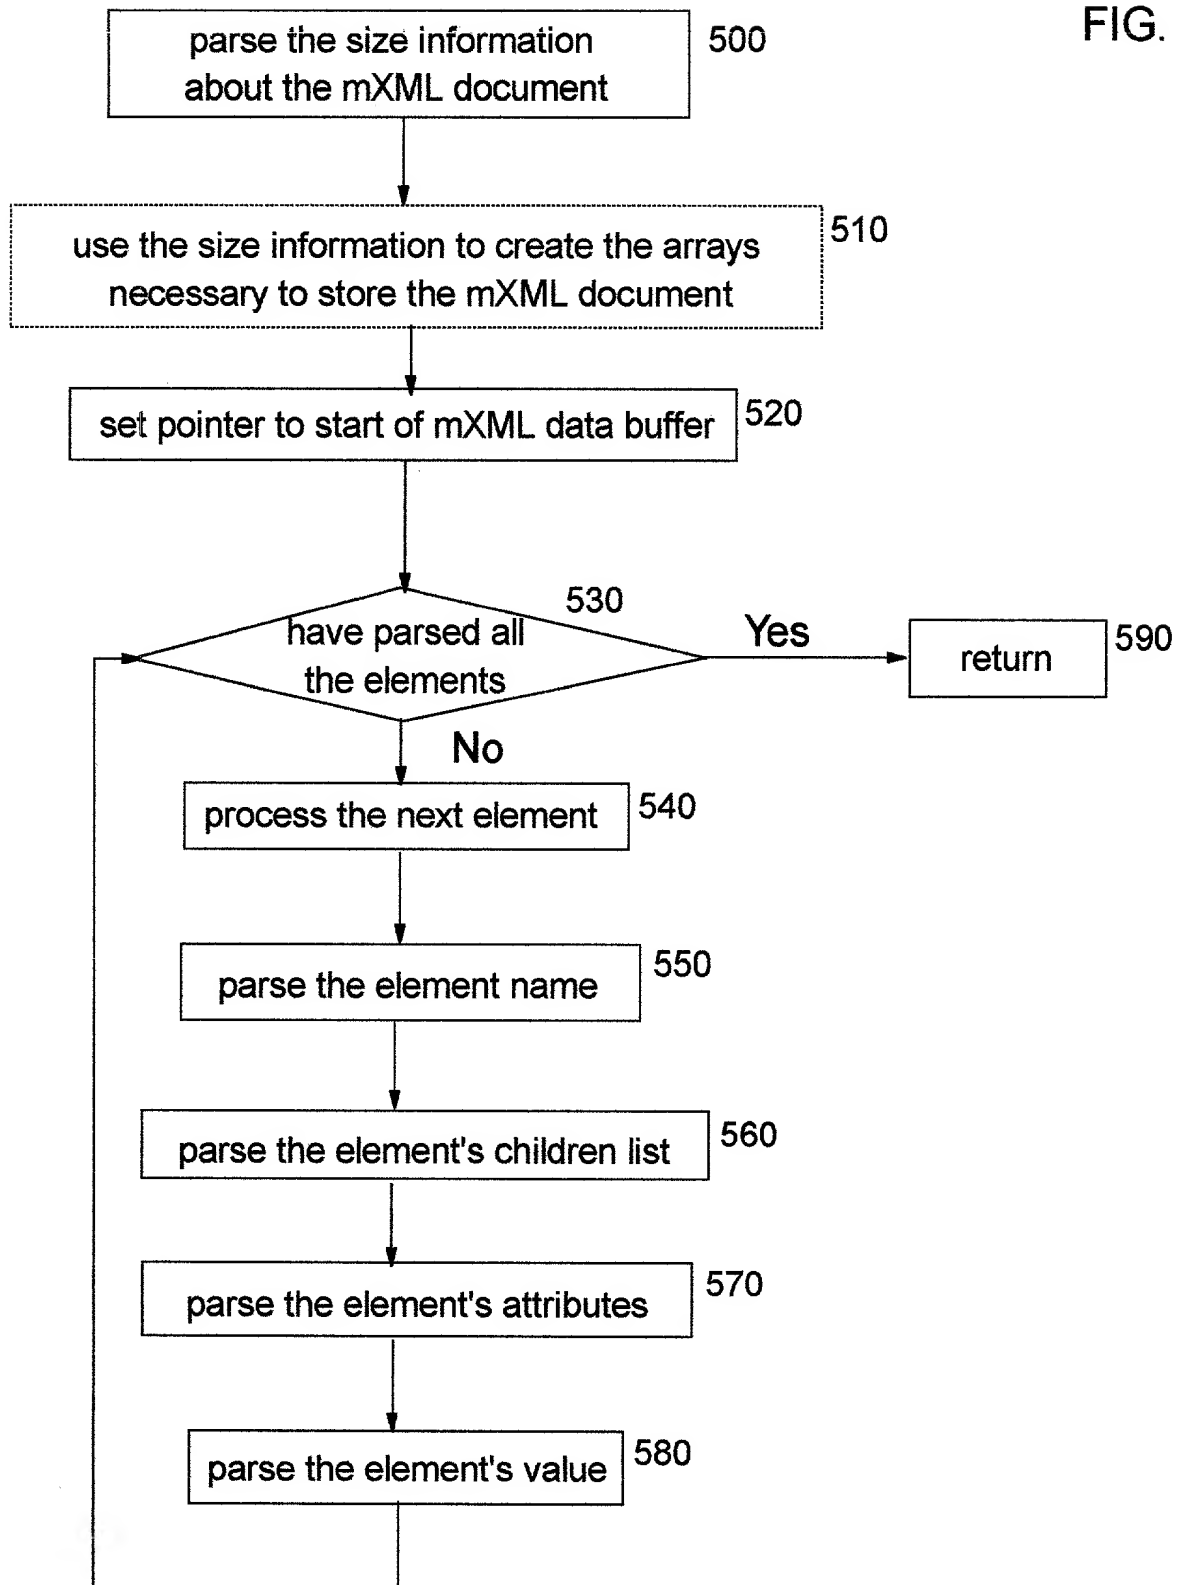 FIG.
parse the size information
about the mXML document
500
use the size information to create the arrays
necessary to store the mXML document
510
set pointer to start of mXML data buffer
520
530
have parsed all
the elements
Yes
return
590
No
process the next element
540
parse the element name
550
parse the element's children list
560
parse the element's attributes
570
parse the element's value
580